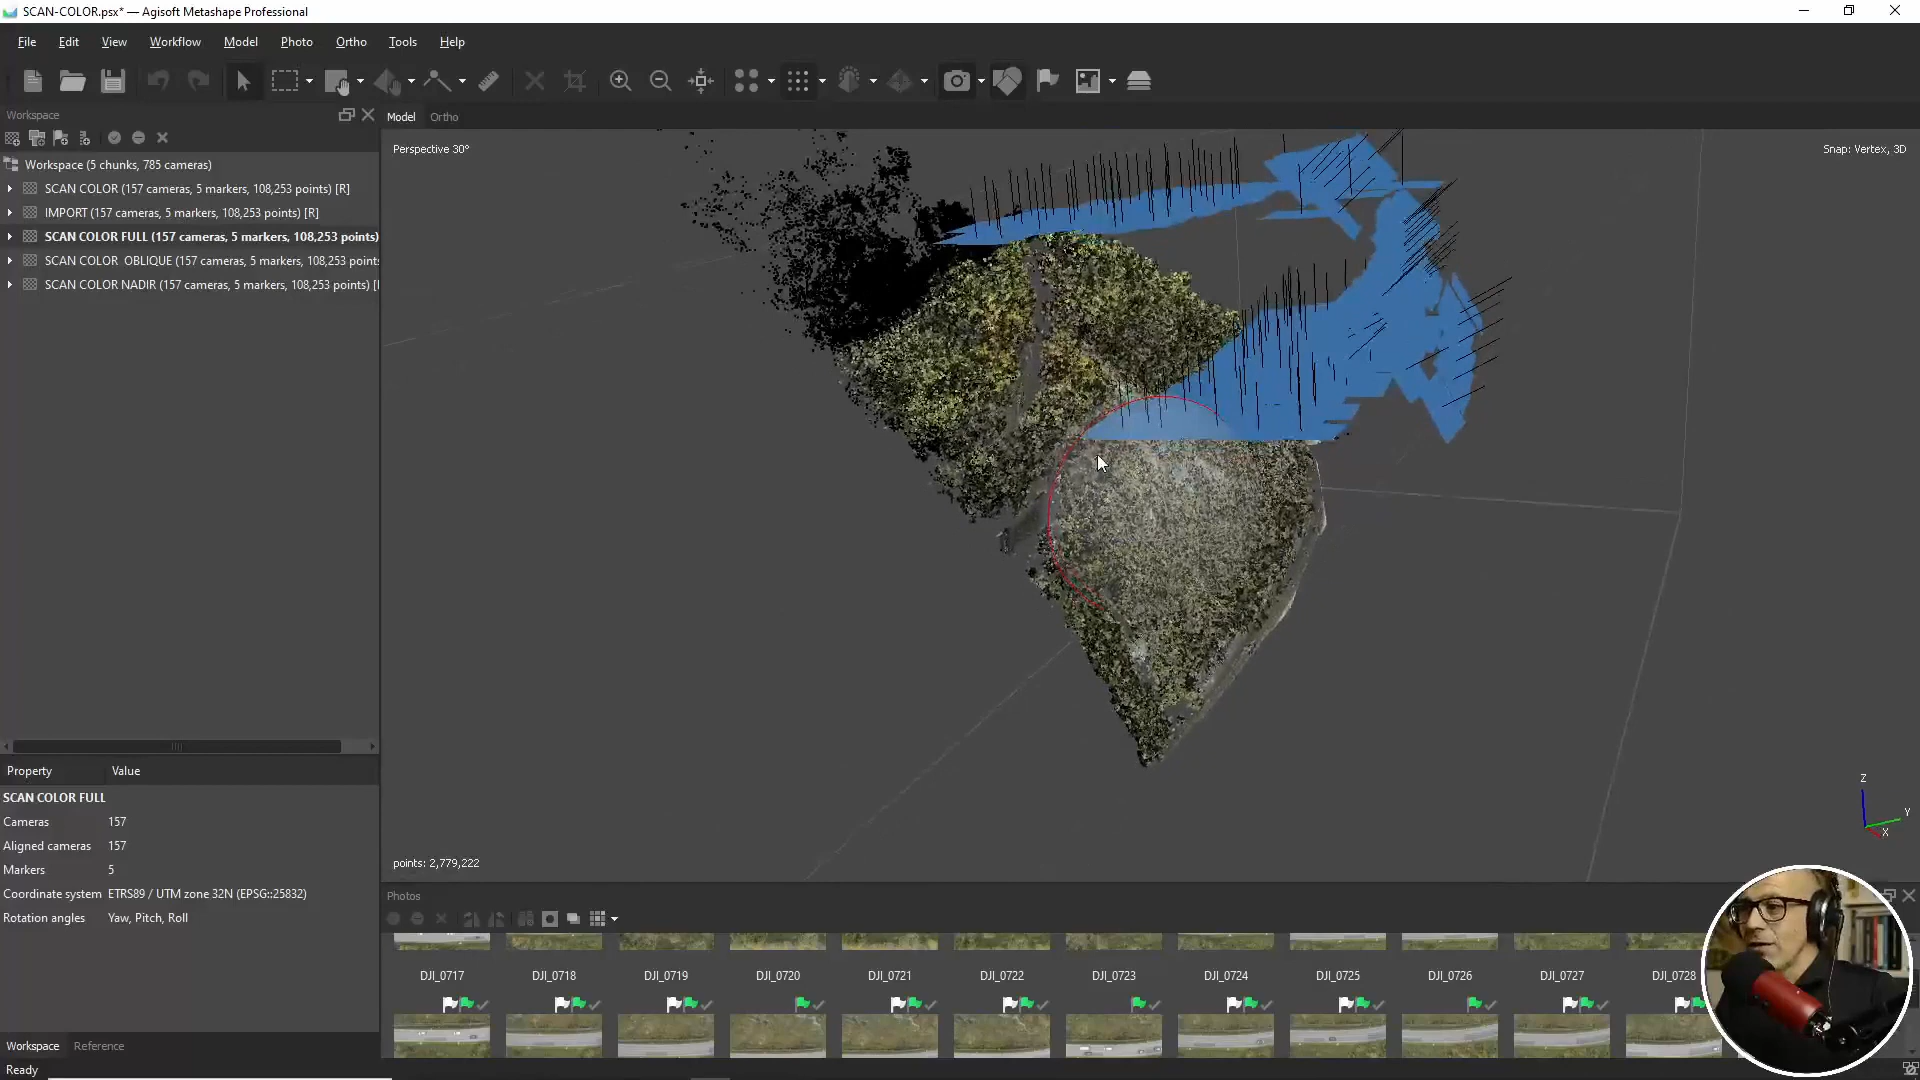 SCAN-COLOR.psx* — Agisoft Metashape Professional
File Edit View Workflow Model Photo Ortho Tools Help
Workspace
Model Ortho
Perspective 30°
Snap: Vertex, 3D
Workspace (5 chunks, 785 cameras)
SCAN COLOR (157 cameras, 5 markers, 108,253 points) [R]
IMPORT (157 cameras, 5 markers, 108,253 points) [R]
SCAN COLOR FULL (157 cameras, 5 markers, 108,253 points)
SCAN COLOR  OBLIQUE (157 cameras, 5 markers, 108,253 point
SCAN COLOR NADIR (157 cameras, 5 markers, 108,253 points) [
Property Value
SCAN COLOR FULL
Cameras 157
Aligned cameras 157
Markers 5
Coordinate system ETRS89 / UTM zone 32N (EPSG::25832)
Rotation angles Yaw, Pitch, Roll
Z
Y
X
points: 2,779,222
Photos
DJI_0717 DJI_0718 DJI_0719 DJI_0720 DJI_0721 DJI_0722 DJI_0723 DJI_0724 DJI_0725 DJI_0726 DJI_0727 DJI_0728
Workspace Reference
Ready